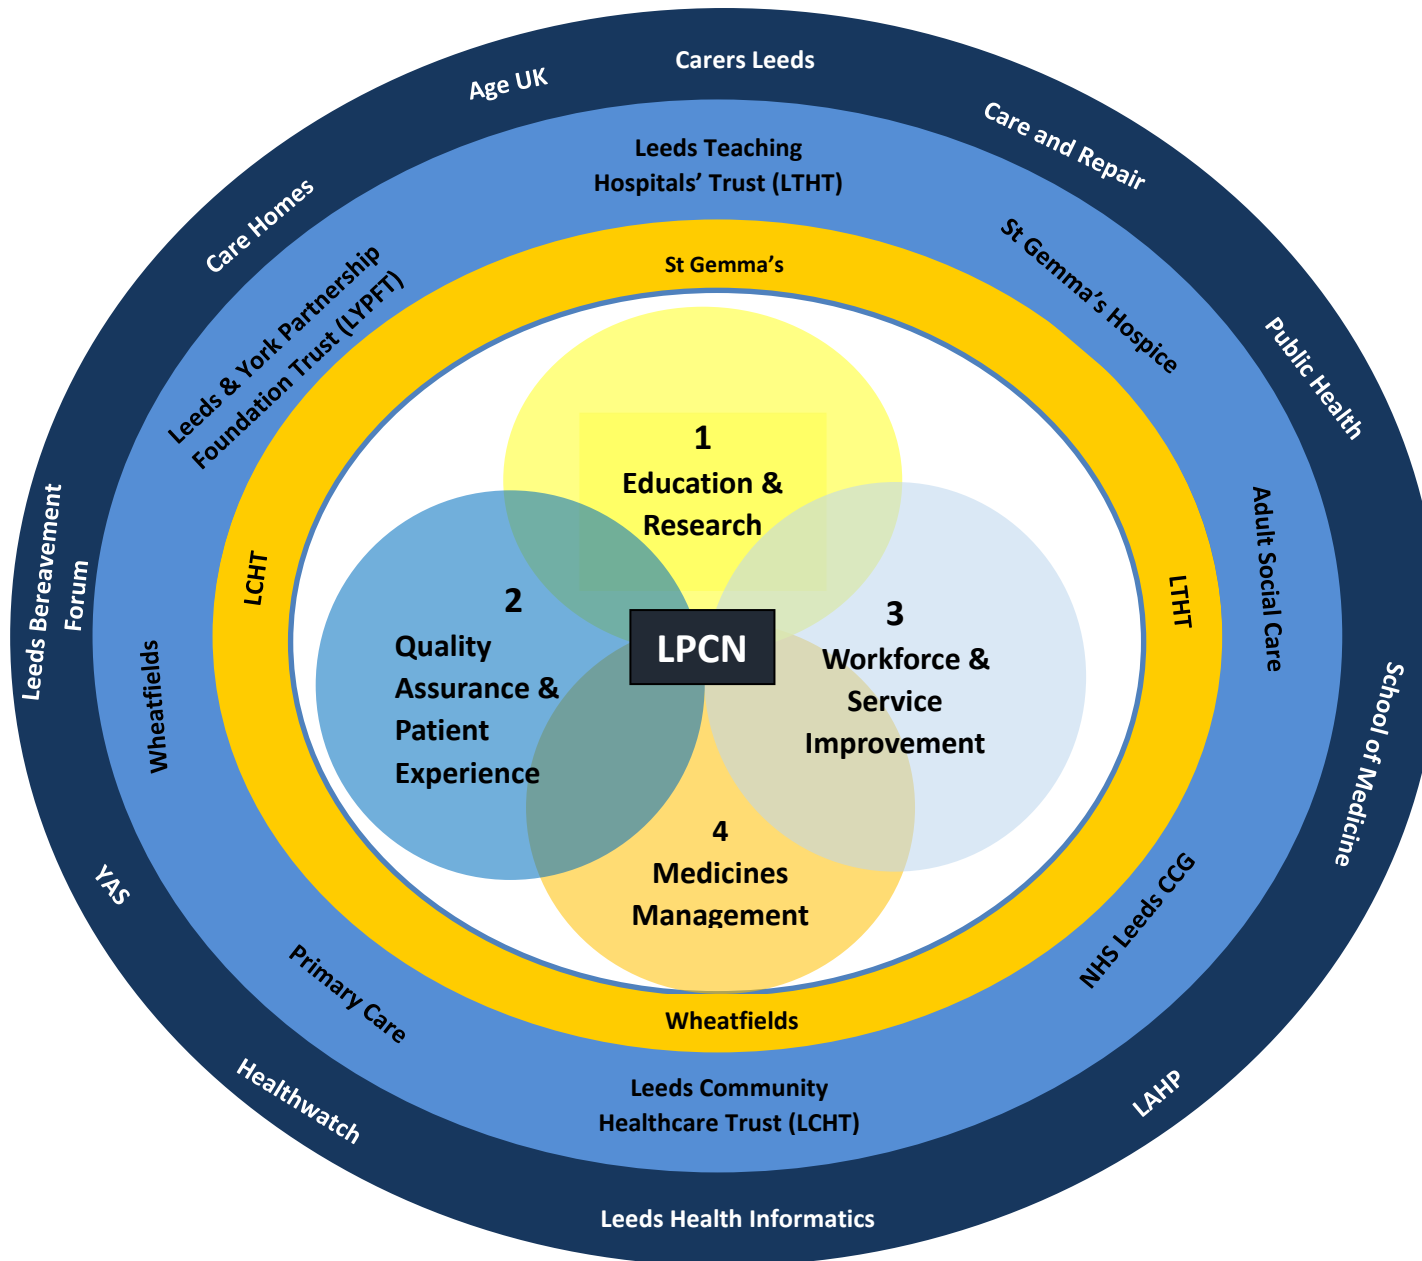 Carers Leeds
Age UK
Care and Repair
Care Homes
Public Health
Leeds Bereavement
Forum
School of Medicine
YAS
LAHP
Healthwatch
Leeds Health Informatics
Leeds Teaching
Hospitals’ Trust (LTHT)
St Gemma’s Hospice
Leeds & York Partnership
Foundation Trust (LYPFT)
Adult Social Care
Wheatfields
NHS Leeds CCG
Primary Care
Leeds Community
Healthcare Trust (LCHT)
St Gemma’s
LCHT
LTHT
Wheatfields
1
Education &
Research
2
Quality
Assurance &
Patient
Experience
LPCN
3
Workforce &
Service
Improvement
4
Medicines
Management